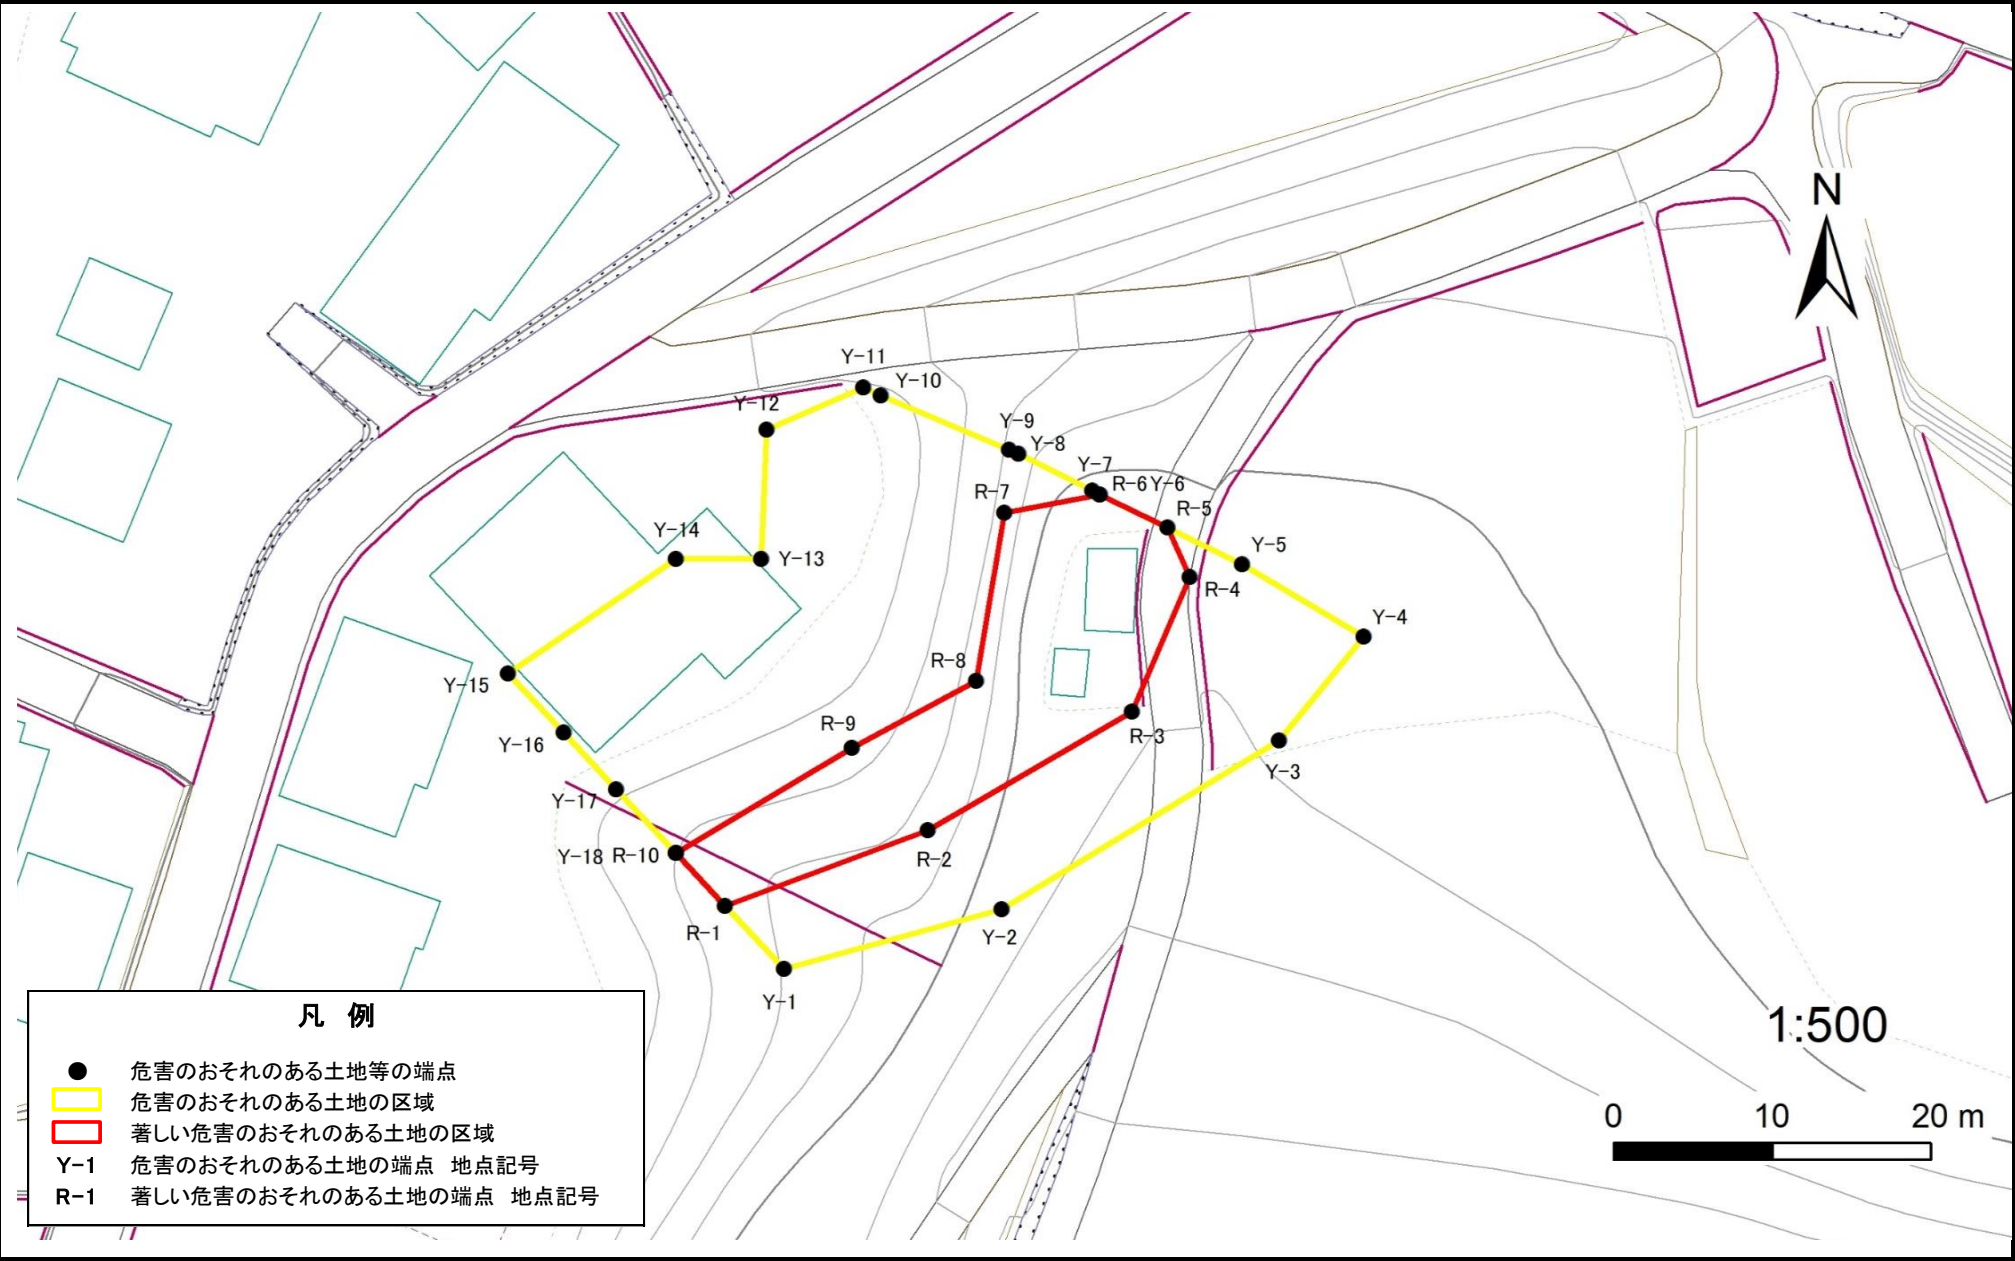 N
Y-11
Y-10
Y-12
Y-9
Y-8
Y-7
R-6 Y-6
R-7
R-5
Y-14
Y-13
Y-5
R-4
Y-4
R-8
Y-15
R-9
R-3
Y-16
Y-3
Y-17
Y-18 R-10
R-2
R-1
Y-2
Y-1
凡 例
危害のおそれのある土地等の端点
危害のおそれのある土地の区域
著しい危害のおそれのある土地の区域
Y-1 危害のおそれのある土地の端点 地点記号
R-1 著しい危害のおそれのある土地の端点 地点記号
1:500
0 10 20 m